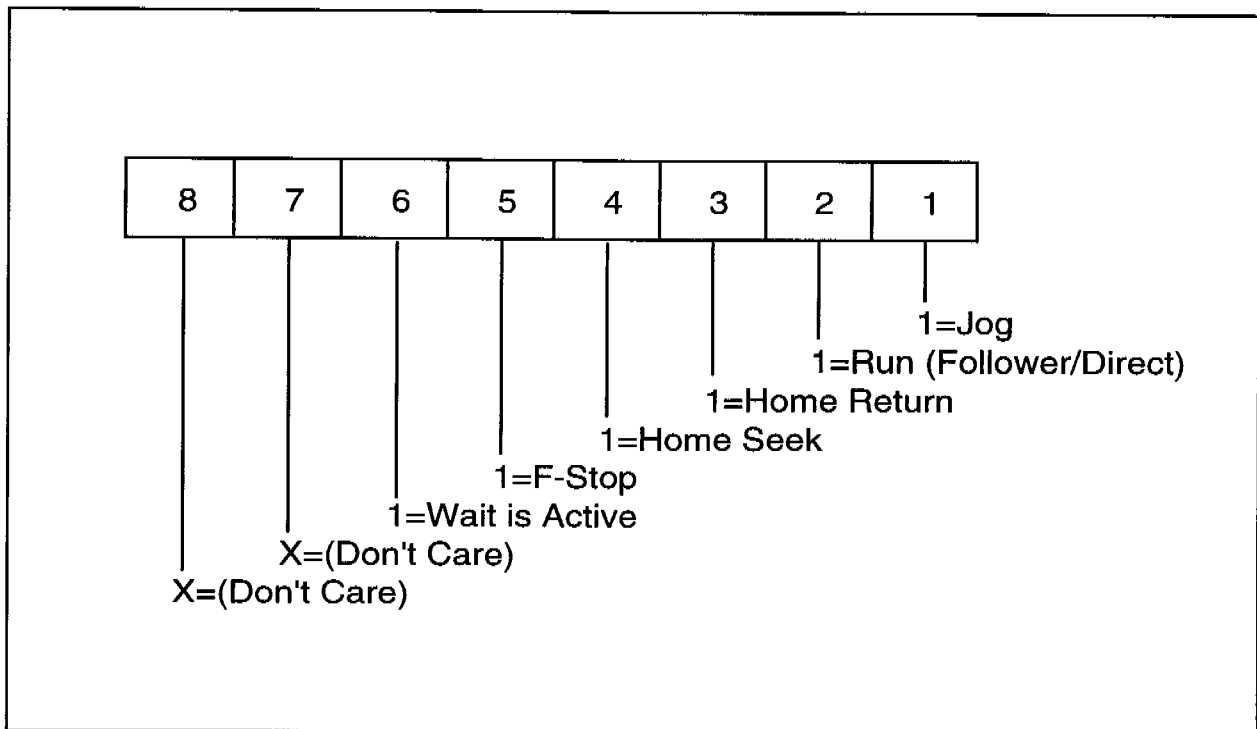 8 7 6 5 4 3 2 1
1=Jog
1=Run (Follower/Direct)
1=Home Return
1=Home Seek
1=F-Stop
1=Wait is Active
X=(Don't Care)
X=(Don't Care)